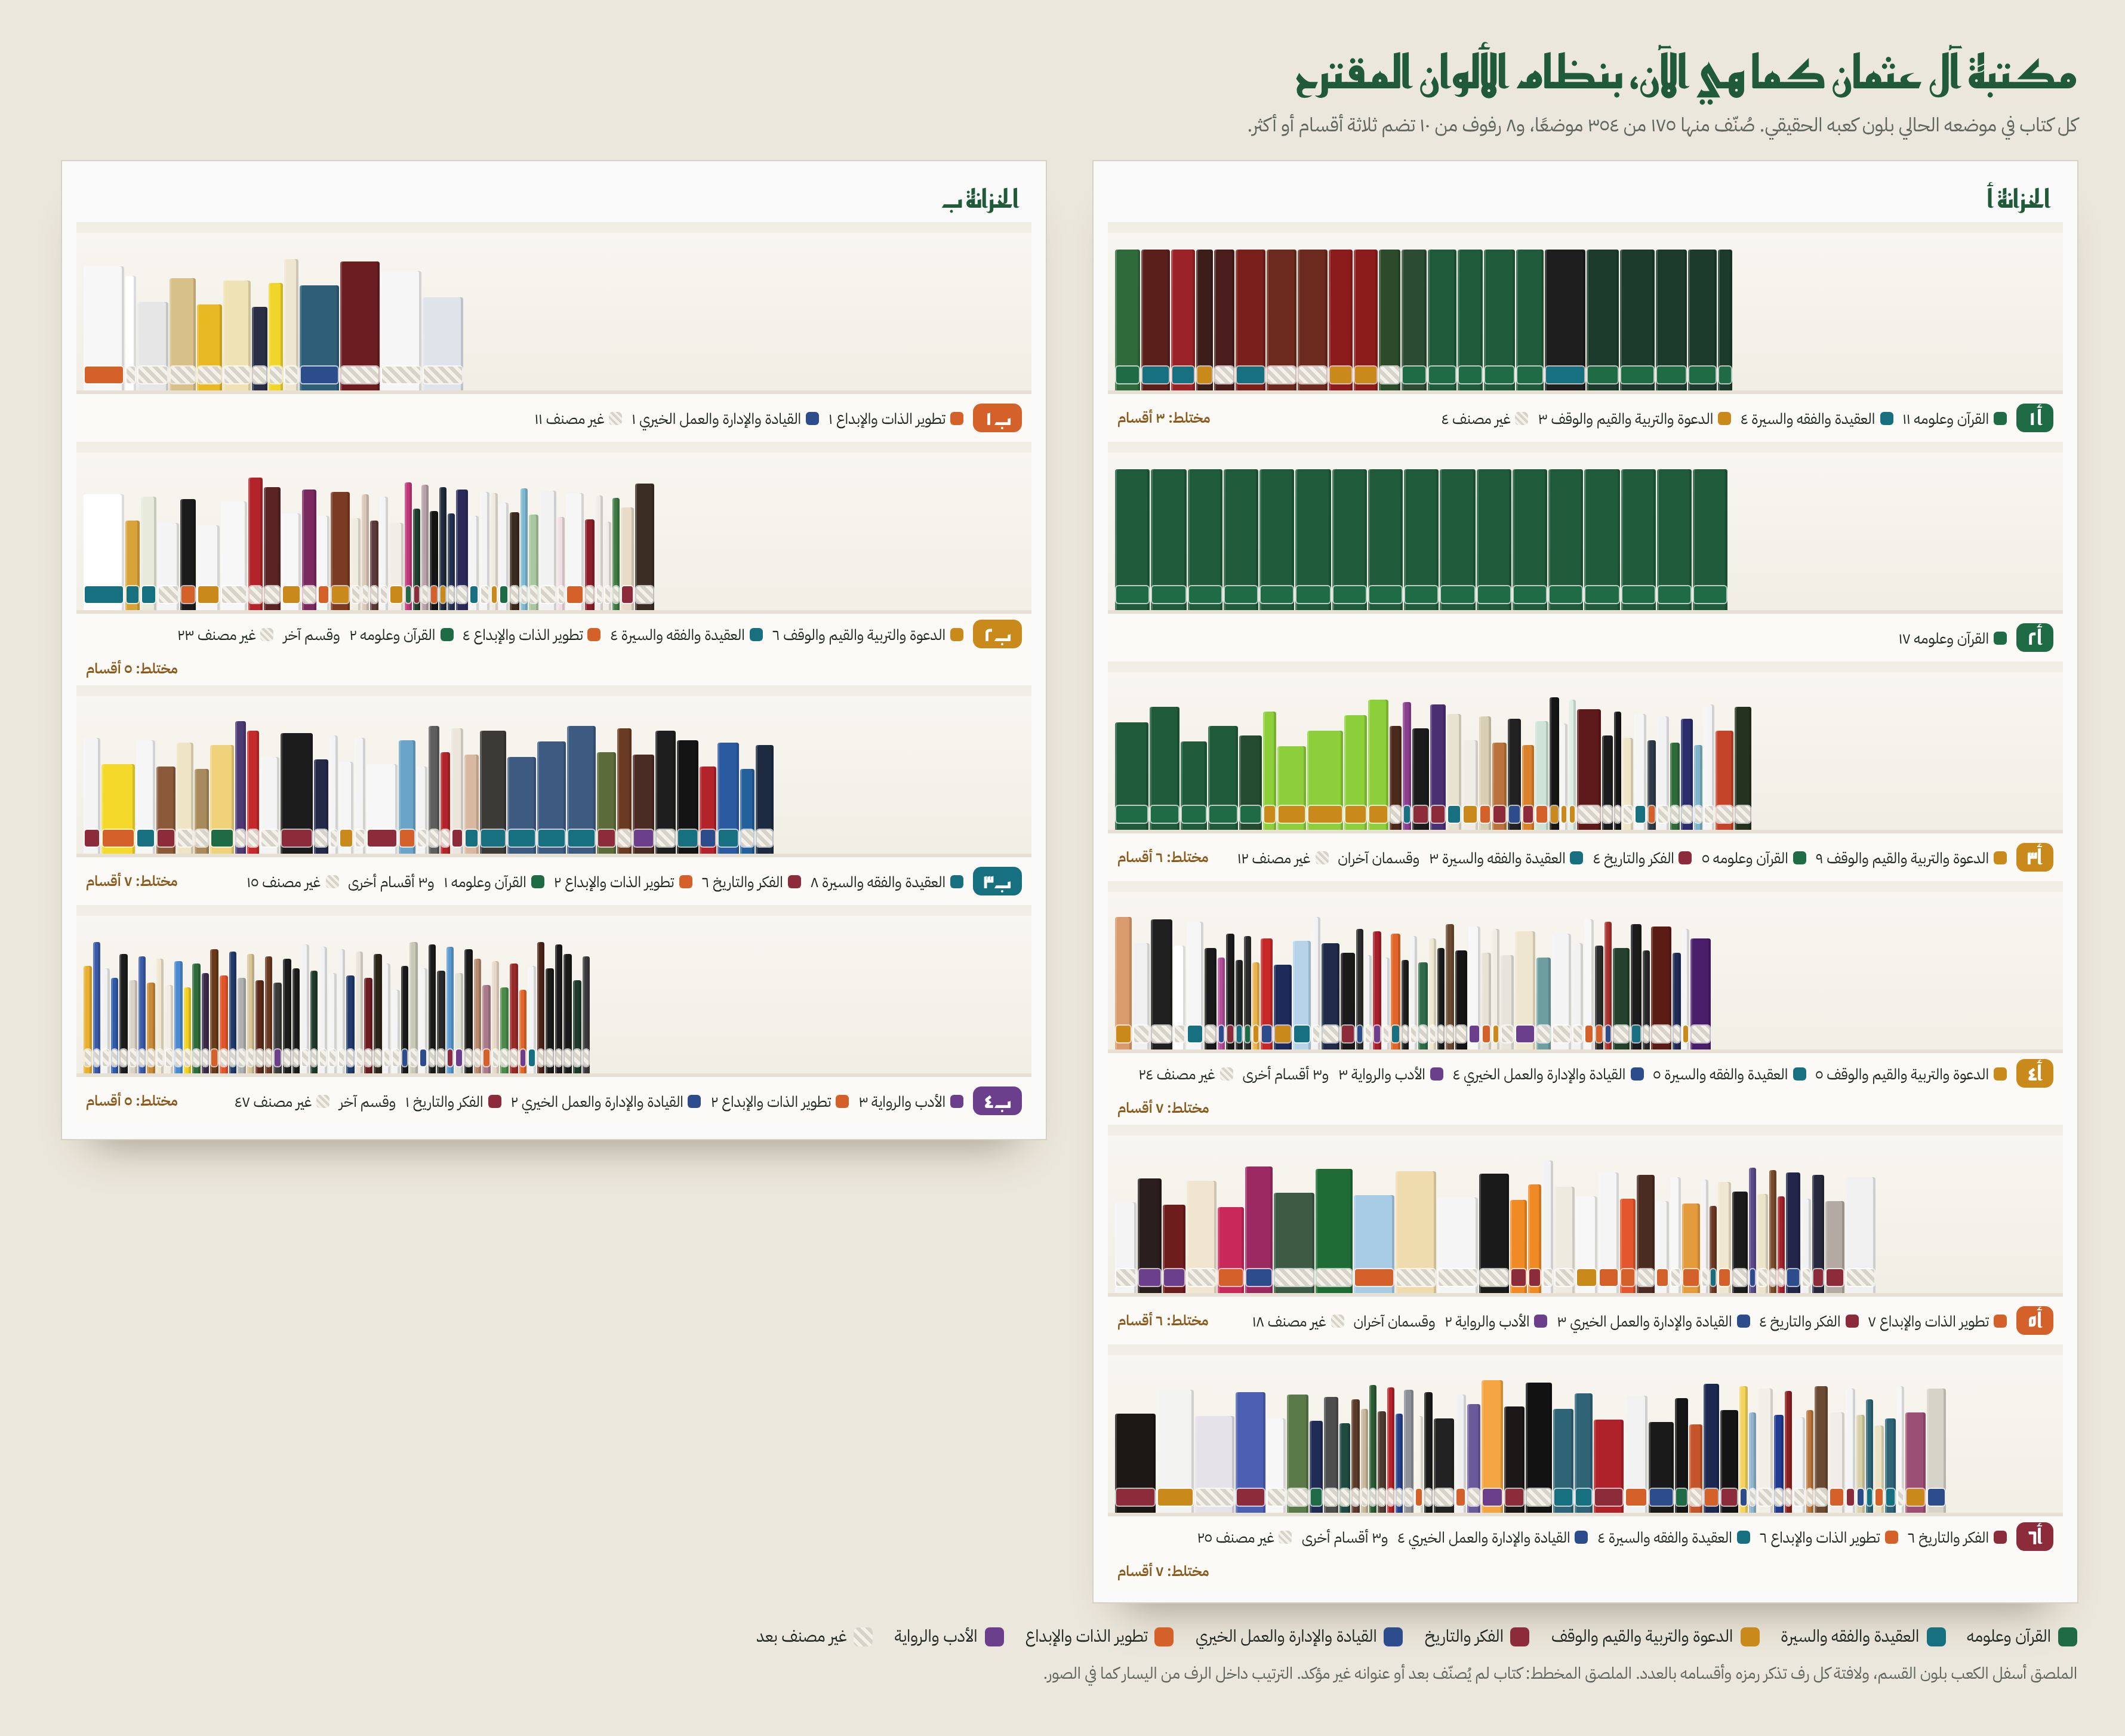 مكتبة آل عثمان كما هي الآن، بنظام الألوان المقترح
كل كتاب في موضعه الحالي بلون كعبه الحقيقي. صُنّف منها ١٧٥ من ٣٥٤ موضعًا، و٨ رفوف من ١٠ تضم ثلاثة أقسام أو أكثر.
الخزانة أ
أ١ القرآن وعلومه ١١ العقيدة والفقه والسيرة ٤ الدعوة والتربية والقيم والوقف ٣ غير مصنف ٤ مختلط: ٣ أقسام
أ٢ القرآن وعلومه ١٧
أ٣ الدعوة والتربية والقيم والوقف ٩ القرآن وعلومه ٥ الفكر والتاريخ ٤ العقيدة والفقه والسيرة ٣ وقسمان آخران غير مصنف ١٢ مختلط: ٦ أقسام
أ٤ الدعوة والتربية والقيم والوقف ٥ العقيدة والفقه والسيرة ٥ القيادة والإدارة والعمل الخيري ٤ الأدب والرواية ٣ و٣ أقسام أخرى غير مصنف ٢٤
مختلط: ٧ أقسام
أ٥ تطوير الذات والإبداع ٧ الفكر والتاريخ ٤ القيادة والإدارة والعمل الخيري ٣ الأدب والرواية ٢ وقسمان آخران غير مصنف ١٨ مختلط: ٦ أقسام
أ٦ الفكر والتاريخ ٦ تطوير الذات والإبداع ٦ العقيدة والفقه والسيرة ٤ القيادة والإدارة والعمل الخيري ٤ و٣ أقسام أخرى غير مصنف ٢٥
مختلط: ٧ أقسام
الخزانة ب
ب١ تطوير الذات والإبداع ١ القيادة والإدارة والعمل الخيري ١ غير مصنف ١١
ب٢ الدعوة والتربية والقيم والوقف ٦ العقيدة والفقه والسيرة ٤ تطوير الذات والإبداع ٤ القرآن وعلومه ٢ وقسم آخر غير مصنف ٢٣
مختلط: ٥ أقسام
ب٣ العقيدة والفقه والسيرة ٨ الفكر والتاريخ ٦ تطوير الذات والإبداع ٢ القرآن وعلومه ١ و٣ أقسام أخرى غير مصنف ١٥ مختلط: ٧ أقسام
ب٤ الأدب والرواية ٣ تطوير الذات والإبداع ٢ القيادة والإدارة والعمل الخيري ٢ الفكر والتاريخ ١ وقسم آخر غير مصنف ٤٧ مختلط: ٥ أقسام
القرآن وعلومه العقيدة والفقه والسيرة الدعوة والتربية والقيم والوقف الفكر والتاريخ القيادة والإدارة والعمل الخيري تطوير الذات والإبداع الأدب والرواية غير مصنف بعد
الملصق أسفل الكعب بلون القسم، ولافتة كل رف تذكر رمزه وأقسامه بالعدد. الملصق المخطط: كتاب لم يُصنّف بعد أو عنوانه غير مؤكد. الترتيب داخل الرف من اليسار كما في الصور.